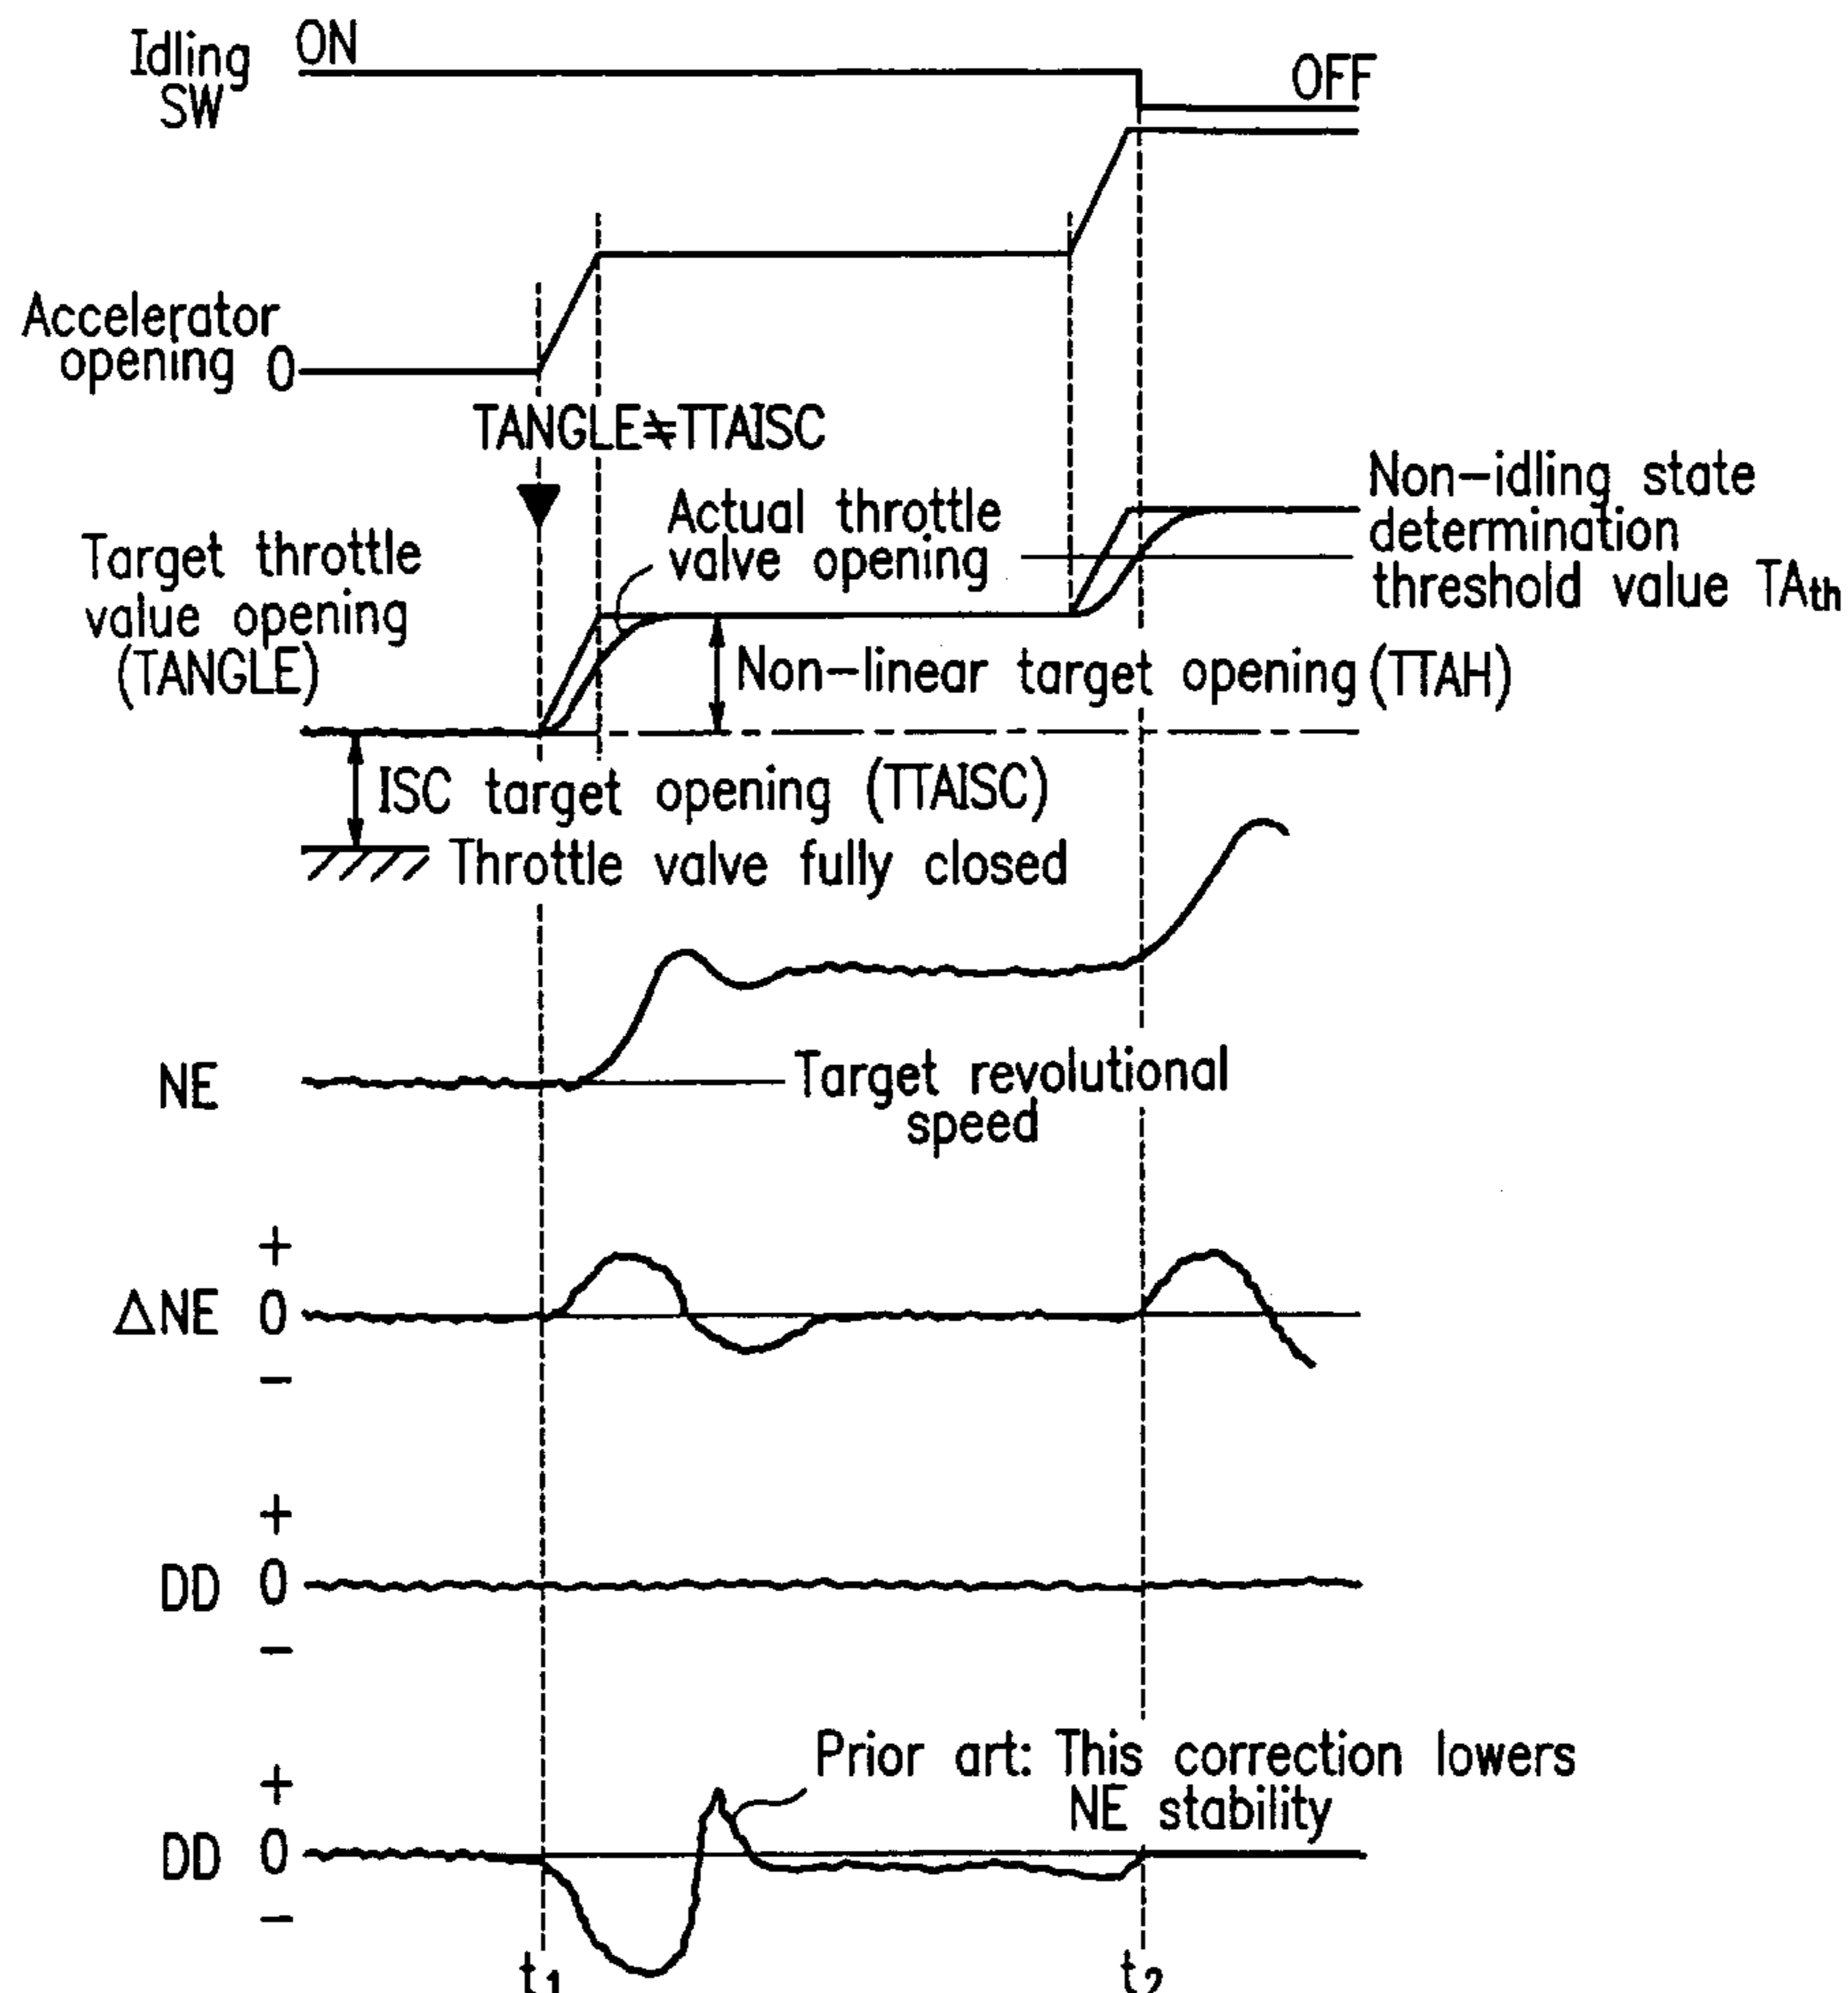 Idling
SW
ON
OFF
Accelerator
opening 0
TANGLE≠TTAISC
Target throttle
value opening
(TANGLE)
Actual throttle
valve opening
Non-idling state
determination
threshold value TAth
Non-linear target opening (TTAH)
ISC target opening (TTAISC)
Throttle valve fully closed
NE
Target revolutional
speed
+
ΔNE 0
−
+
DD 0
−
Prior art: This correction lowers
NE stability
+
DD 0
−
t1
t2